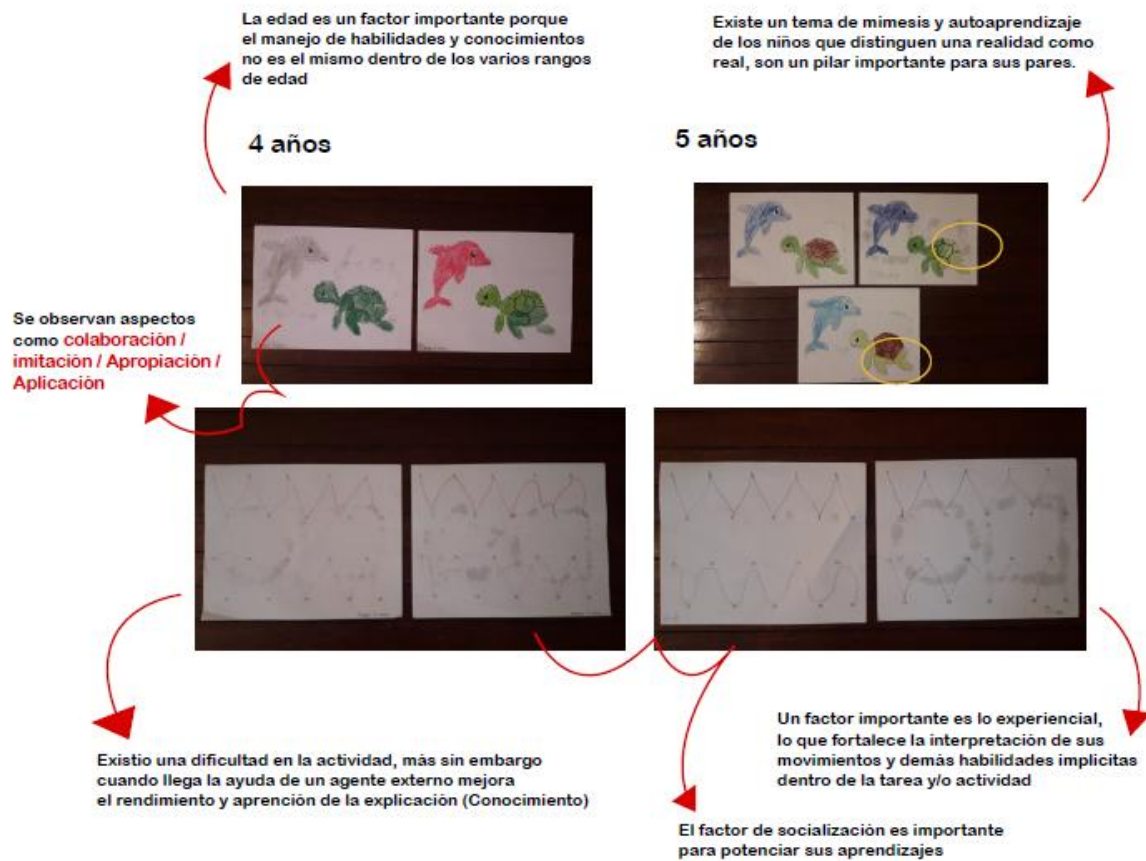 La edad es un factor importante porque
el manejo de habilidades y conocimientos
no es el mismo dentro de los varios rangos
de edad
Existe un tema de mimesis y autoaprendizaje
de los niños que distinguen una realidad como
real, son un pilar importante para sus pares.
4 años
5 años
Se observan aspectos
como colaboración /
imitación / Apropiación /
Aplicación
Existio una dificultad en la actividad, más sin embargo
cuando llega la ayuda de un agente externo mejora
el rendimiento y aprención de la explicación (Conocimiento)
Un factor importante es lo experiencial,
lo que fortalece la interpretación de sus
movimientos y demás habilidades implicitas
dentro de la tarea y/o actividad
El factor de socialización es importante
para potenciar sus aprendizajes